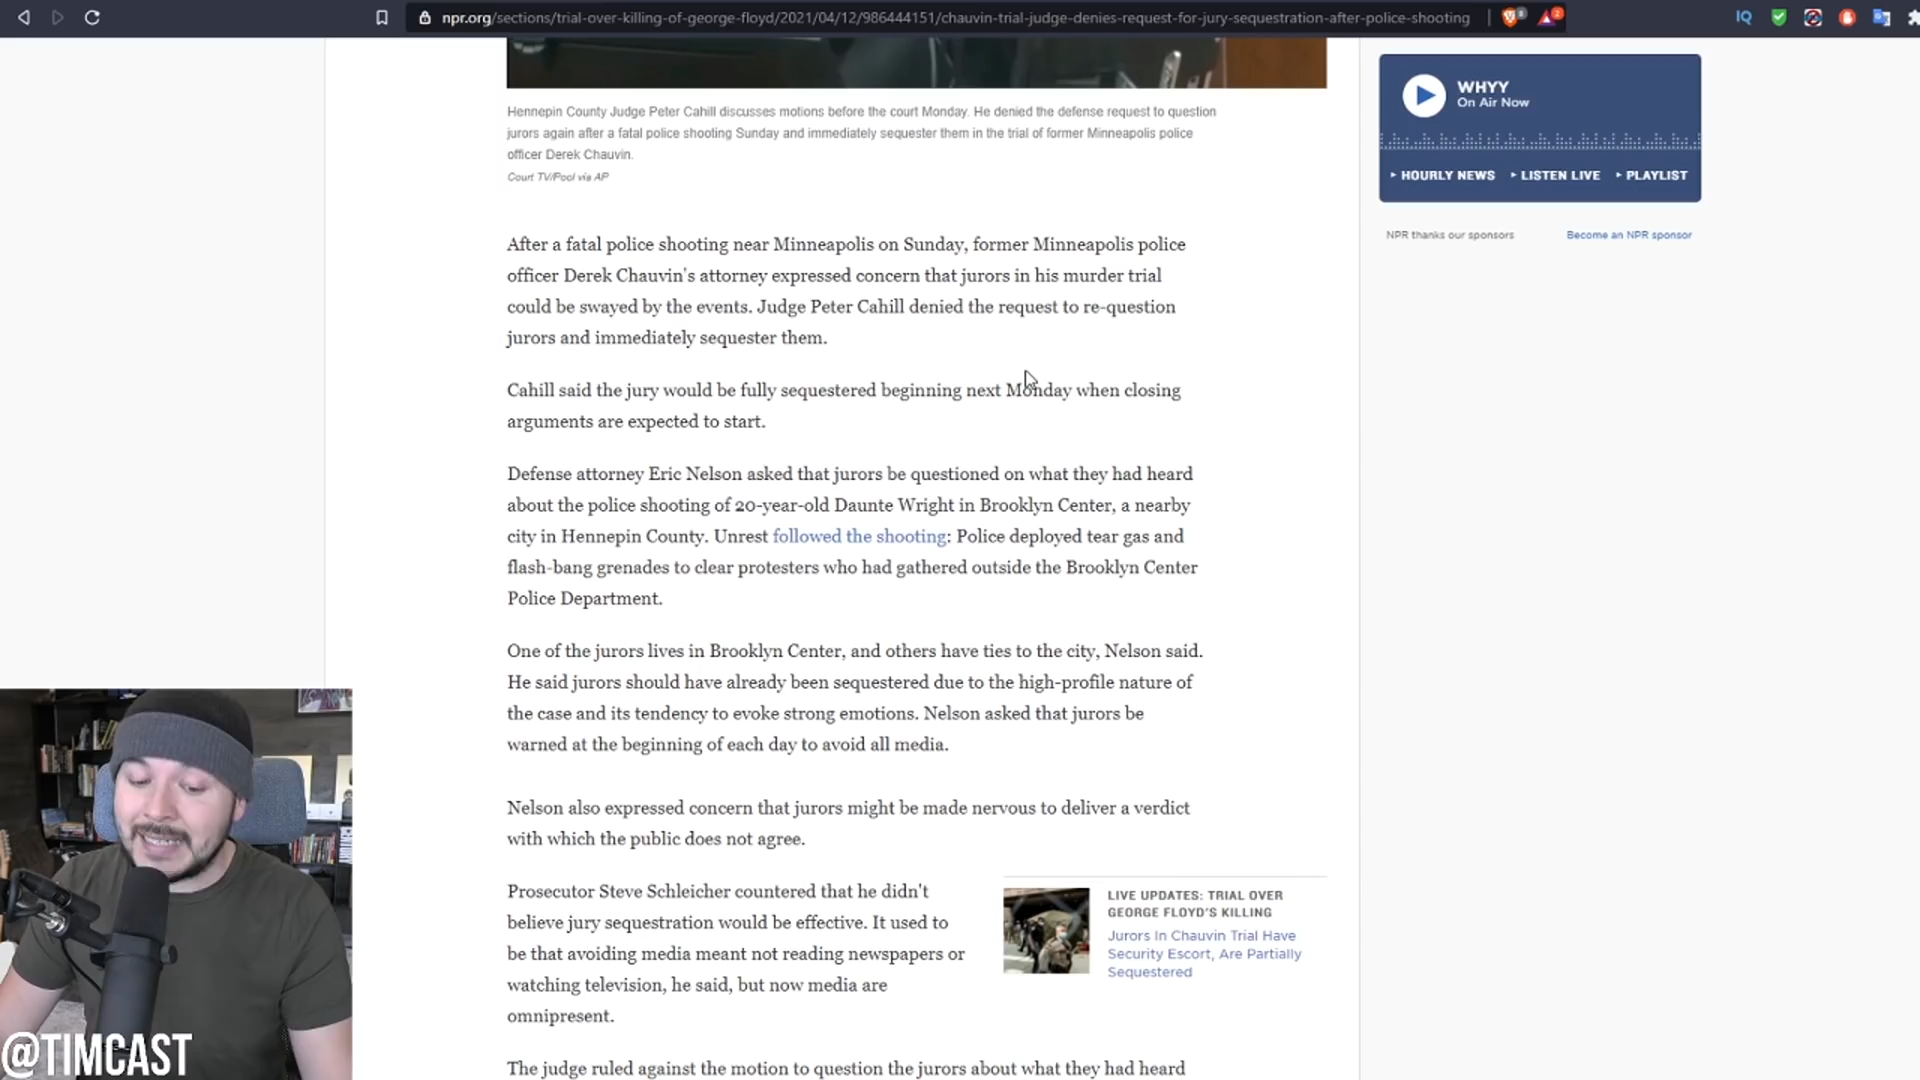 npr.org/sections/trial-over-killing-of-george-floyd/2021/04/12/986444151/chauvin-trial-judge-denies-request-for-jury-sequestration-after-police-shooting
IQ
Hennepin County Judge Peter Cahill discusses motions before the court Monday. He denied the defense request to question
jurors again after a fatal police shooting Sunday and immediately sequester them in the trial of former Minneapolis police
officer Derek Chauvin.
Court TV/Pool via AP
WHYY
On Air Now
HOURLY NEWS
LISTEN LIVE
PLAYLIST
NPR thanks our sponsors
Become an NPR sponsor
After a fatal police shooting near Minneapolis on Sunday, former Minneapolis police
officer Derek Chauvin's attorney expressed concern that jurors in his murder trial
could be swayed by the events. Judge Peter Cahill denied the request to re-question
jurors and immediately sequester them.
Cahill said the jury would be fully sequestered beginning next Monday when closing
arguments are expected to start.
Defense attorney Eric Nelson asked that jurors be questioned on what they had heard
about the police shooting of 20-year-old Daunte Wright in Brooklyn Center, a nearby
city in Hennepin County. Unrest followed the shooting: Police deployed tear gas and
flash-bang grenades to clear protesters who had gathered outside the Brooklyn Center
Police Department.
One of the jurors lives in Brooklyn Center, and others have ties to the city, Nelson said.
He said jurors should have already been sequestered due to the high-profile nature of
the case and its tendency to evoke strong emotions. Nelson asked that jurors be
warned at the beginning of each day to avoid all media.
Nelson also expressed concern that jurors might be made nervous to deliver a verdict
with which the public does not agree.
Prosecutor Steve Schleicher countered that he didn't
believe jury sequestration would be effective. It used to
be that avoiding media meant not reading newspapers or
watching television, he said, but now media are
omnipresent.
LIVE UPDATES: TRIAL OVER
GEORGE FLOYD'S KILLING
Jurors In Chauvin Trial Have
Security Escort, Are Partially
Sequestered
The judge ruled against the motion to question the jurors about what they had heard
@TIMCAST